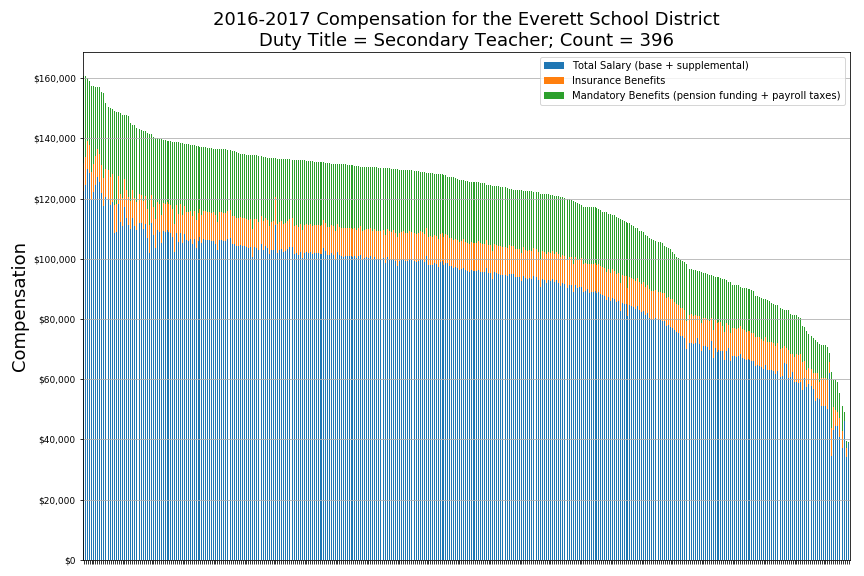 2016-2017 Compensation for the Everett School District
Duty Title = Secondary Teacher; Count = 396
Total Salary (base + supplemental)
Insurance Benefits
Mandatory Benefits (pension funding + payroll taxes)
Compensation
$160,000
$140,000
$120,000
$100,000
$80,000
$60,000
$40,000
$20,000
$0